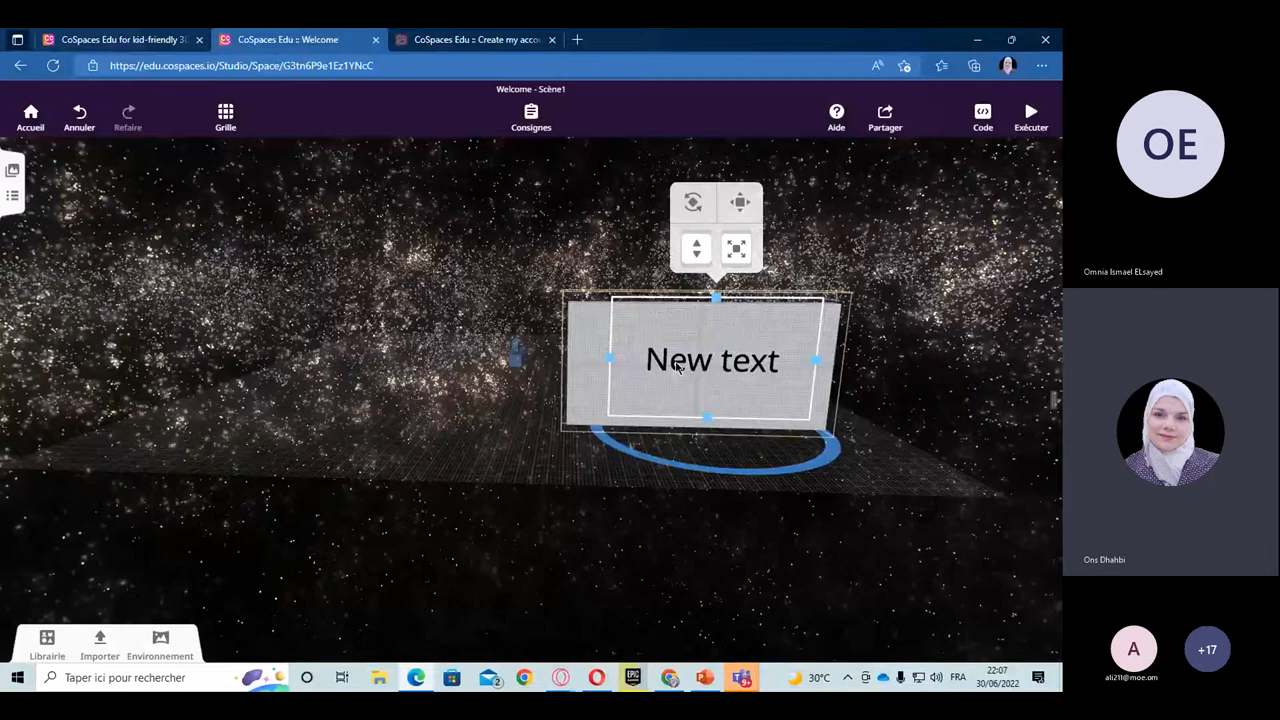 CoSpaces Edu for kid-friendly 3D
CoSpaces Edu :: Welcome
CoSpaces Edu :: Create my acco
https://edu.cospaces.io/Studio/Space/G3tn6P9e1Ez1YNcC
Welcome - Scène1
Accueil
Annuler
Refaire
Grille
Consignes
Aide
Partager
Code
Exécuter
New text
Librairie
Importer
Environnement
Taper ici pour rechercher
30°C
FRA
22:07
30/06/2022
OE
Omnia Ismael ELsayed
Ons Dhahbi
A
+17
ali211@moe.om